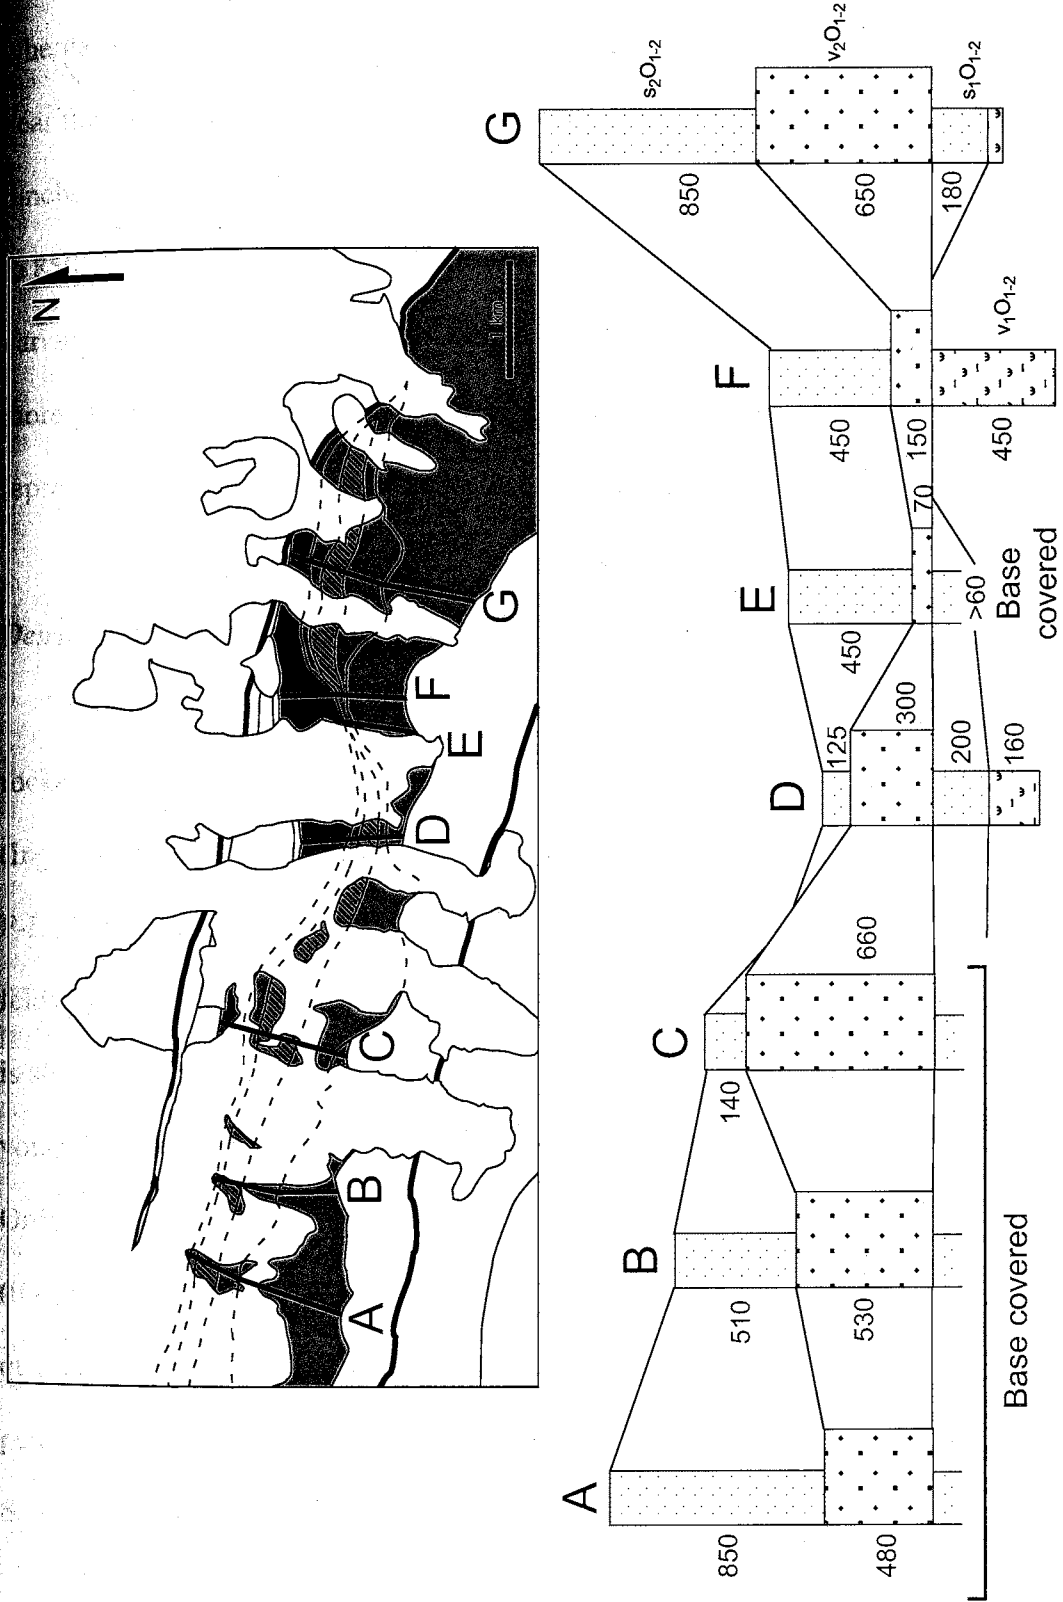 N
1 km
A
B
C
D
E
F
G
A
B
C
D
E
F
G
850
480
510
530
140
660
125
300
200
160
450
70
>60
450
150
450
850
650
180
s₂O₁₋₂
v₂O₁₋₂
s₁O₁₋₂
v₁O₁₋₂
Base covered
Base
covered